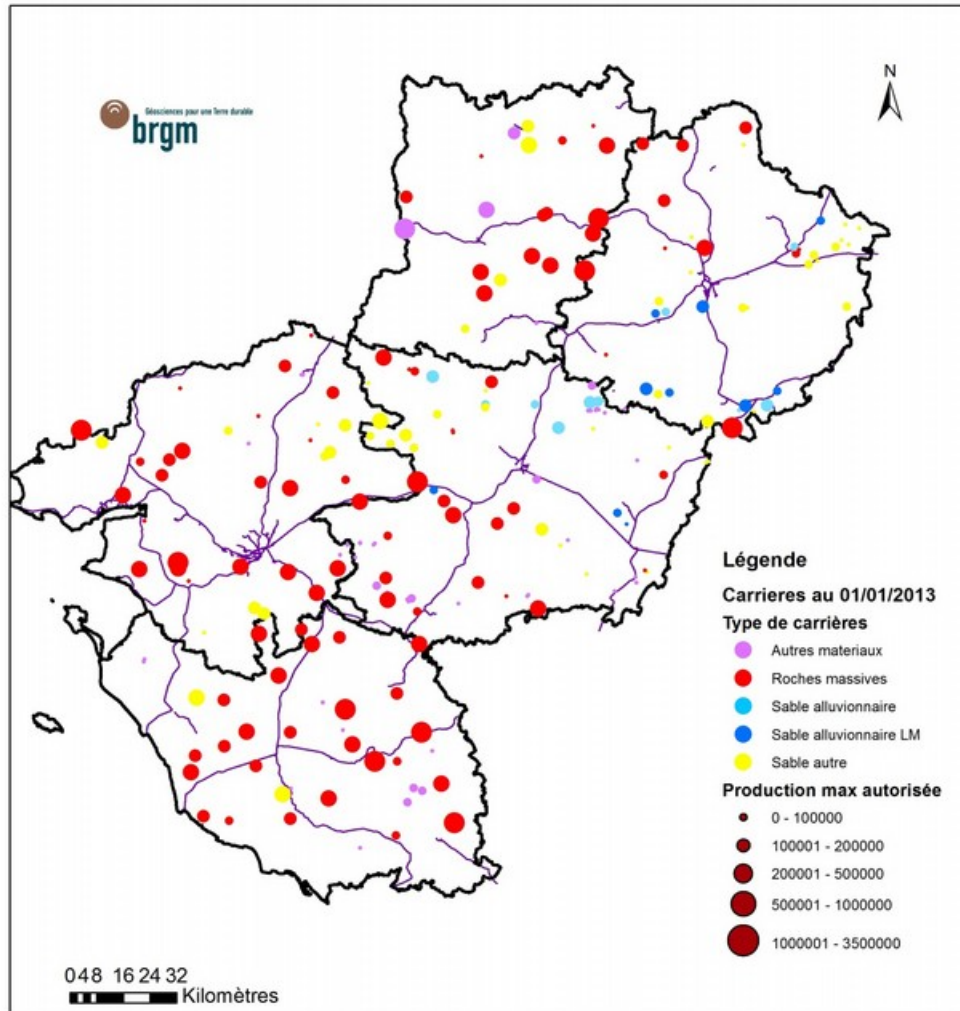 N
Géosciences pour une Terre durable
brgm
Légende
Carrieres au 01/01/2013
Type de carrières
Autres materiaux
Roches massives
Sable alluvionnaire
Sable alluvionnaire LM
Sable autre
Production max autorisée
0 - 100000
100001 - 200000
200001 - 500000
500001 - 1000000
1000001 - 3500000
0 4 8 16 24 32
Kilomètres